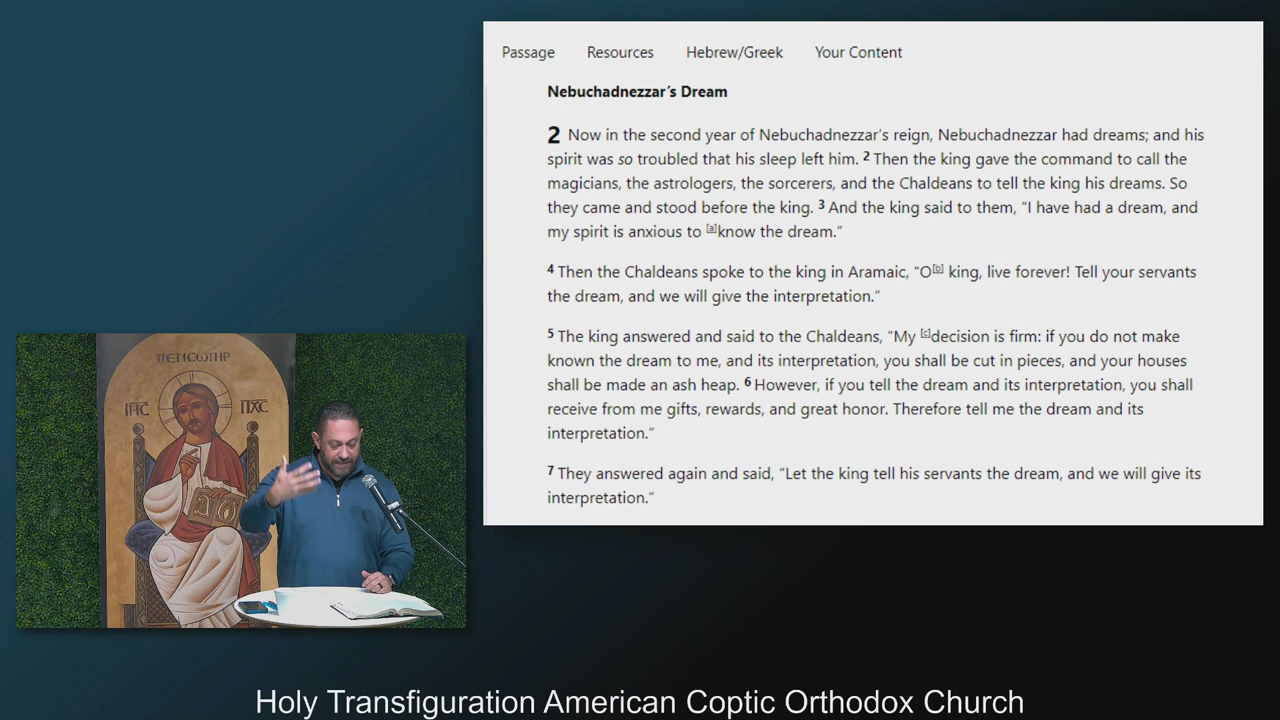 Passage Resources Hebrew/Greek Your Content
Nebuchadnezzar’s Dream
2 Now in the second year of Nebuchadnezzar’s reign, Nebuchadnezzar had dreams; and his
spirit was so troubled that his sleep left him. 2 Then the king gave the command to call the
magicians, the astrologers, the sorcerers, and the Chaldeans to tell the king his dreams. So
they came and stood before the king. 3 And the king said to them, “I have had a dream, and
my spirit is anxious to [a]know the dream.”
4 Then the Chaldeans spoke to the king in Aramaic, “O[b] king, live forever! Tell your servants
the dream, and we will give the interpretation.”
5 The king answered and said to the Chaldeans, “My [c]decision is firm: if you do not make
known the dream to me, and its interpretation, you shall be cut in pieces, and your houses
shall be made an ash heap. 6 However, if you tell the dream and its interpretation, you shall
receive from me gifts, rewards, and great honor. Therefore tell me the dream and its
interpretation.”
7 They answered again and said, “Let the king tell his servants the dream, and we will give its
interpretation.”
ⲠⲈⲚⲤⲰⲦⲎⲢ
ⲒⲎⲤ ⲠⲬⲤ
Holy Transfiguration American Coptic Orthodox Church